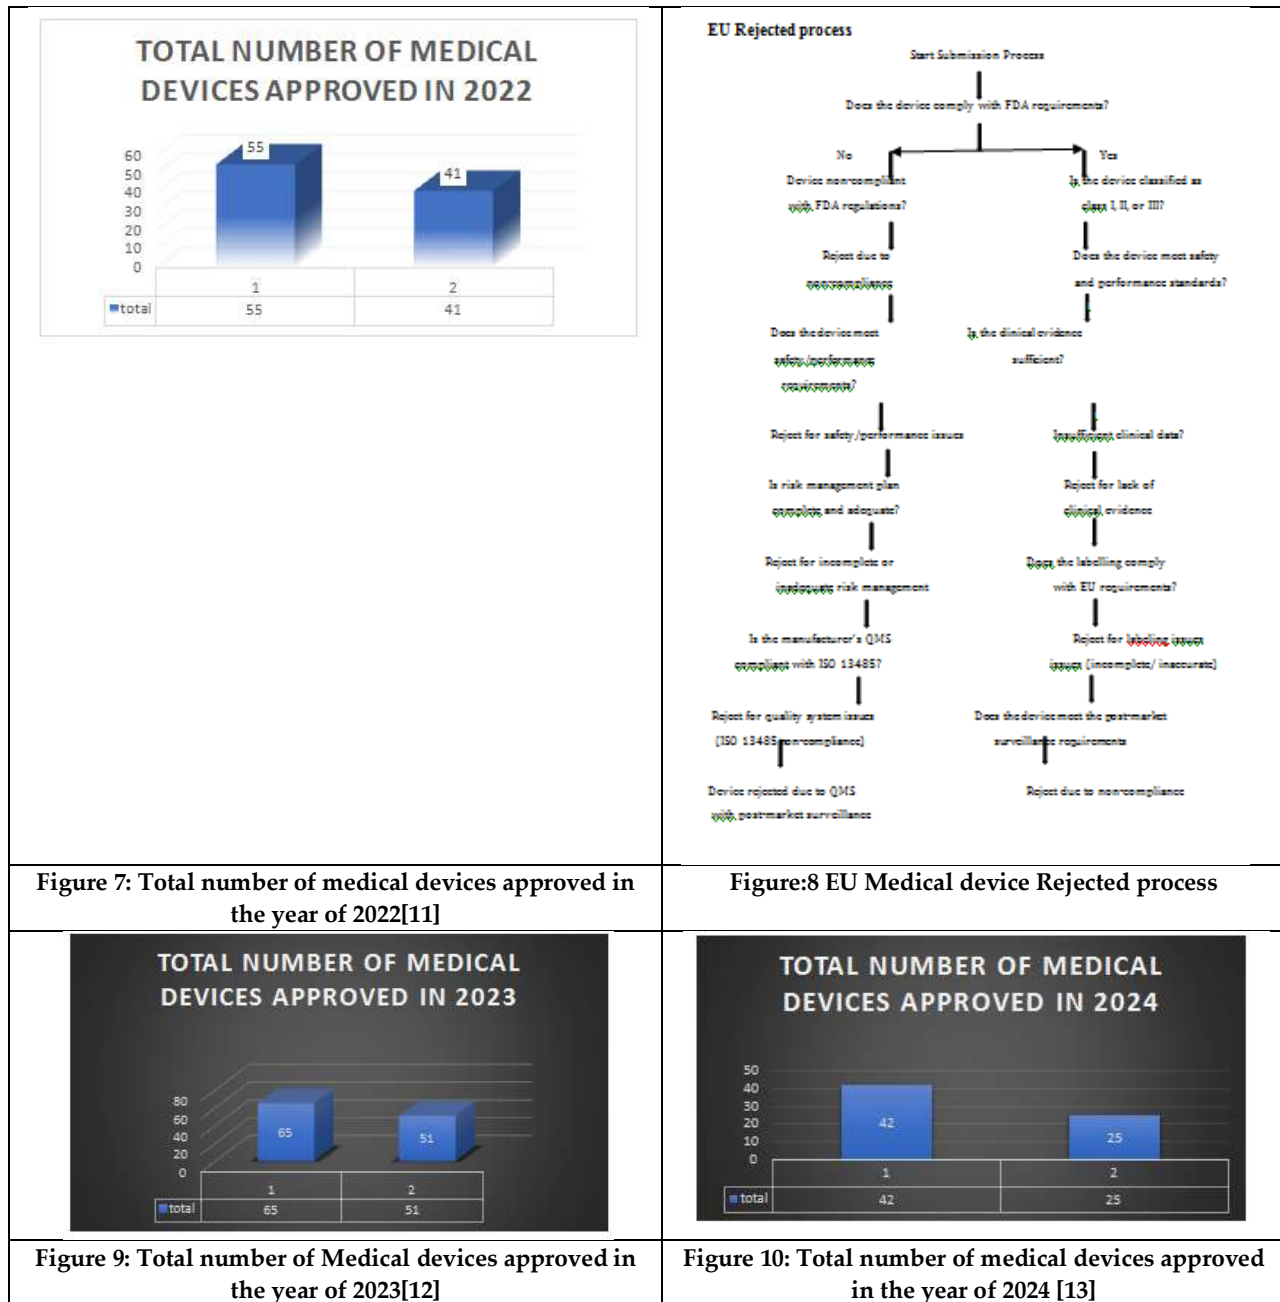 TOTAL NUMBER OF MEDICAL
DEVICES APPROVED IN 2022
60
50
40
30
20
10
0
55
41
1 2
total 55 41
EU Rejected process
Start Submission Process
Does the device comply with FDA requirements?
No Yes
Device non-compliant
with FDA regulations?
Is the device classified as
class I, II, or III?
Reject due to
non-compliance
Does the device meet safety
and performance standards?
Does the device meet
safety/performance
requirements?
Is the clinical evidence
sufficient?
Reject for safety/performance issues
Insufficient clinical data?
Is risk management plan
complete and adequate?
Reject for lack of
clinical evidence
Reject for incomplete or
inadequate risk management
Does the labelling comply
with EU requirements?
Is the manufacturer's QMS
compliant with ISO 13485?
Reject for labeling issues
issues (incomplete/ inaccurate)
Reject for quality system issues
(ISO 13485 non-compliance)
Does the device meet the post-market
surveillance requirements
Device rejected due to QMS
with post-market surveillance
Reject due to non-compliance
Figure 7: Total number of medical devices approved in
the year of 2022[11]
Figure:8 EU Medical device Rejected process
TOTAL NUMBER OF MEDICAL
DEVICES APPROVED IN 2023
80
60
40
20
0
65
51
1 2
total 65 51
TOTAL NUMBER OF MEDICAL
DEVICES APPROVED IN 2024
50
40
30
20
10
0
42
25
1 2
total 42 25
Figure 9: Total number of Medical devices approved in
the year of 2023[12]
Figure 10: Total number of medical devices approved
in the year of 2024 [13]